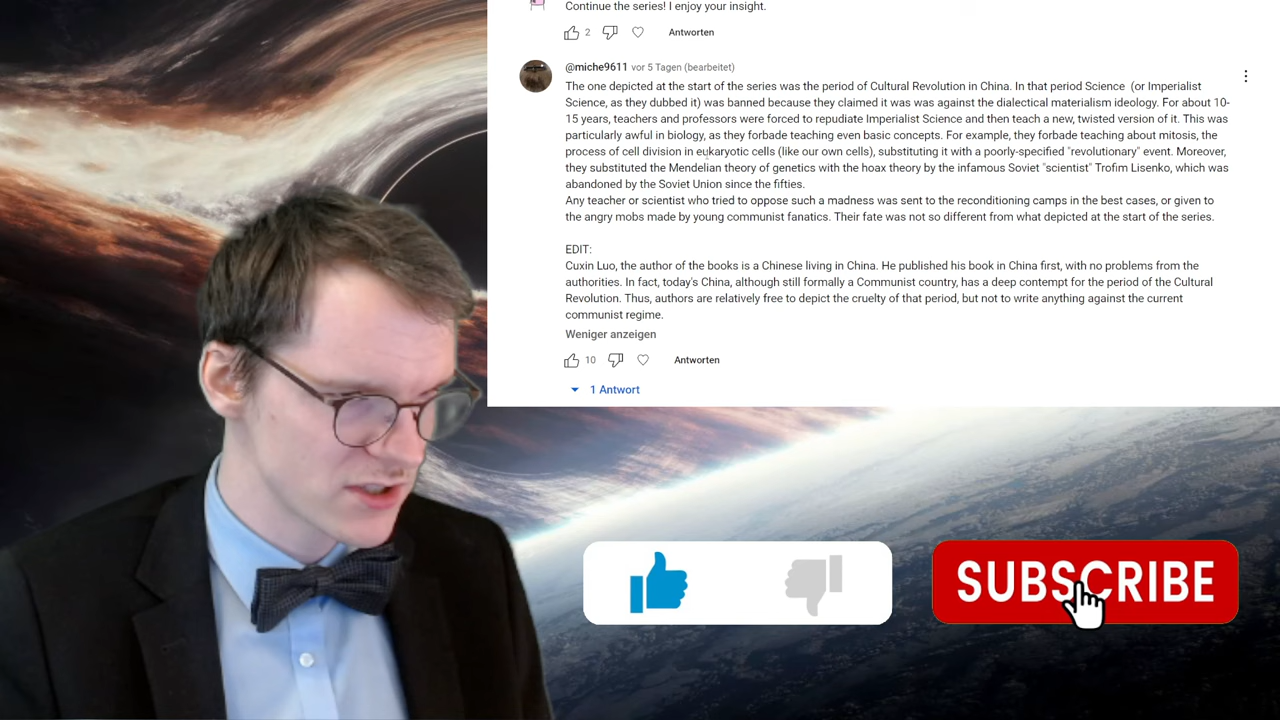 Continue the series! I enjoy your insight.
2 Antworten
@miche9611 vor 5 Tagen (bearbeitet)
The one depicted at the start of the series was the period of Cultural Revolution in China. In that period Science (or Imperialist
Science, as they dubbed it) was banned because they claimed it was was against the dialectical materialism ideology. For about 10-
15 years, teachers and professors were forced to repudiate Imperialist Science and then teach a new, twisted version of it. This was
particularly awful in biology, as they forbade teaching even basic concepts. For example, they forbade teaching about mitosis, the
process of cell division in eukaryotic cells (like our own cells), substituting it with a poorly-specified "revolutionary" event. Moreover,
they substituted the Mendelian theory of genetics with the hoax theory by the infamous Soviet "scientist" Trofim Lisenko, which was
abandoned by the Soviet Union since the fifties.
Any teacher or scientist who tried to oppose such a madness was sent to the reconditioning camps in the best cases, or given to
the angry mobs made by young communist fanatics. Their fate was not so different from what depicted at the start of the series.
EDIT:
Cuxin Luo, the author of the books is a Chinese living in China. He published his book in China first, with no problems from the
authorities. In fact, today's China, although still formally a Communist country, has a deep contempt for the period of the Cultural
Revolution. Thus, authors are relatively free to depict the cruelty of that period, but not to write anything against the current
communist regime.
Weniger anzeigen
10 Antworten
1 Antwort
SUBSCRIBE